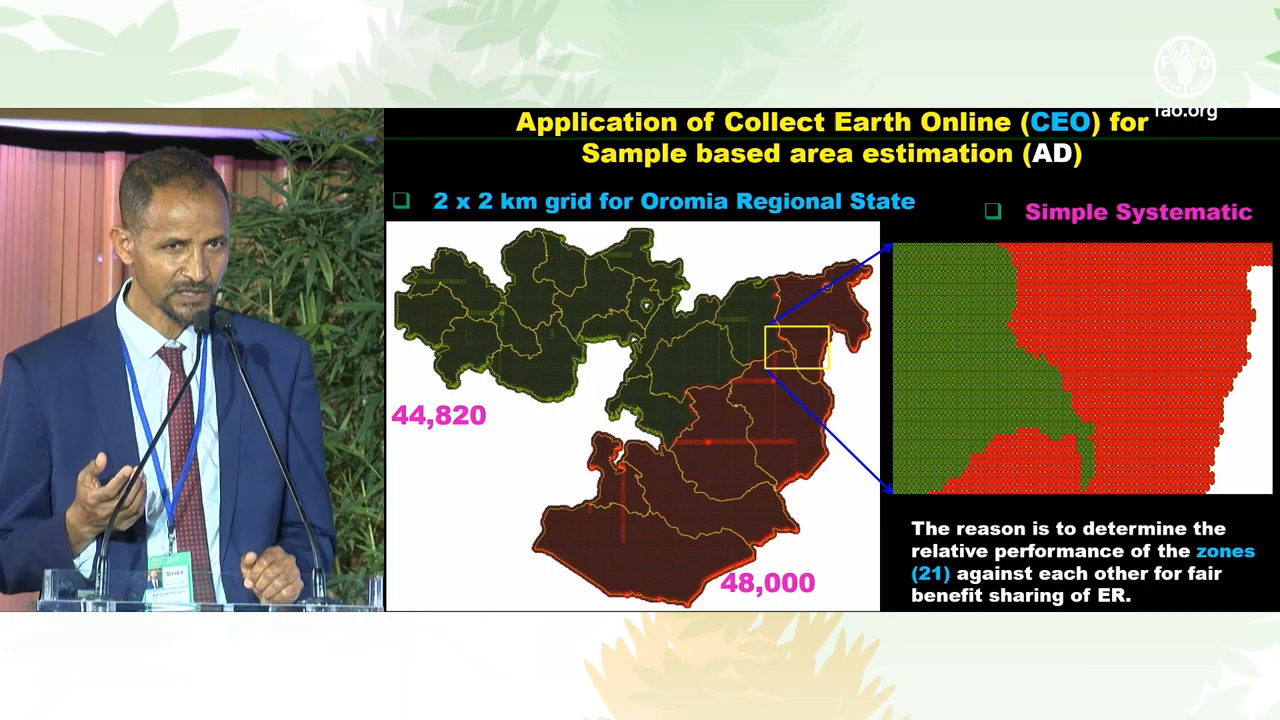 FAO
fao.org
Application of Collect Earth Online (CEO) for
Sample based area estimation (AD)
2 x 2 km grid for Oromia Regional State
Simple Systematic
44,820
48,000
The reason is to determine the
relative performance of the zones
(21) against each other for fair
benefit sharing of ER.